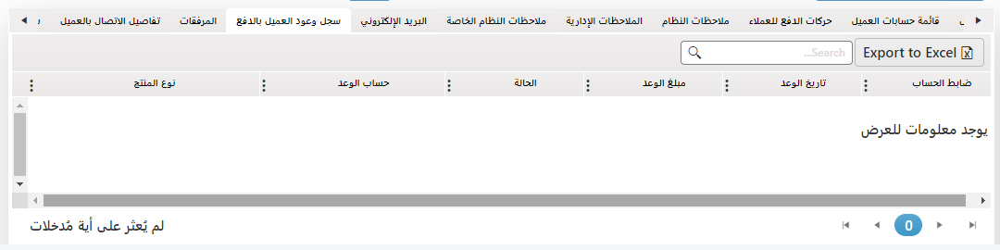 قائمة حسابات العميل حركات الدفع للعملاء ملاحظات النظام الملاحظات الإدارية ملاحظات النظام الخاصة البريد الإلكتروني سجل وعود العميل بالدفع المرفقات تفاصيل الاتصال بالعميل
Export to Excel Search...
ضابط الحساب تاريخ الوعد مبلغ الوعد الحالة حساب الوعد نوع المنتج
يوجد معلومات للعرض
0 لم يُعثر على أية مُدخلات